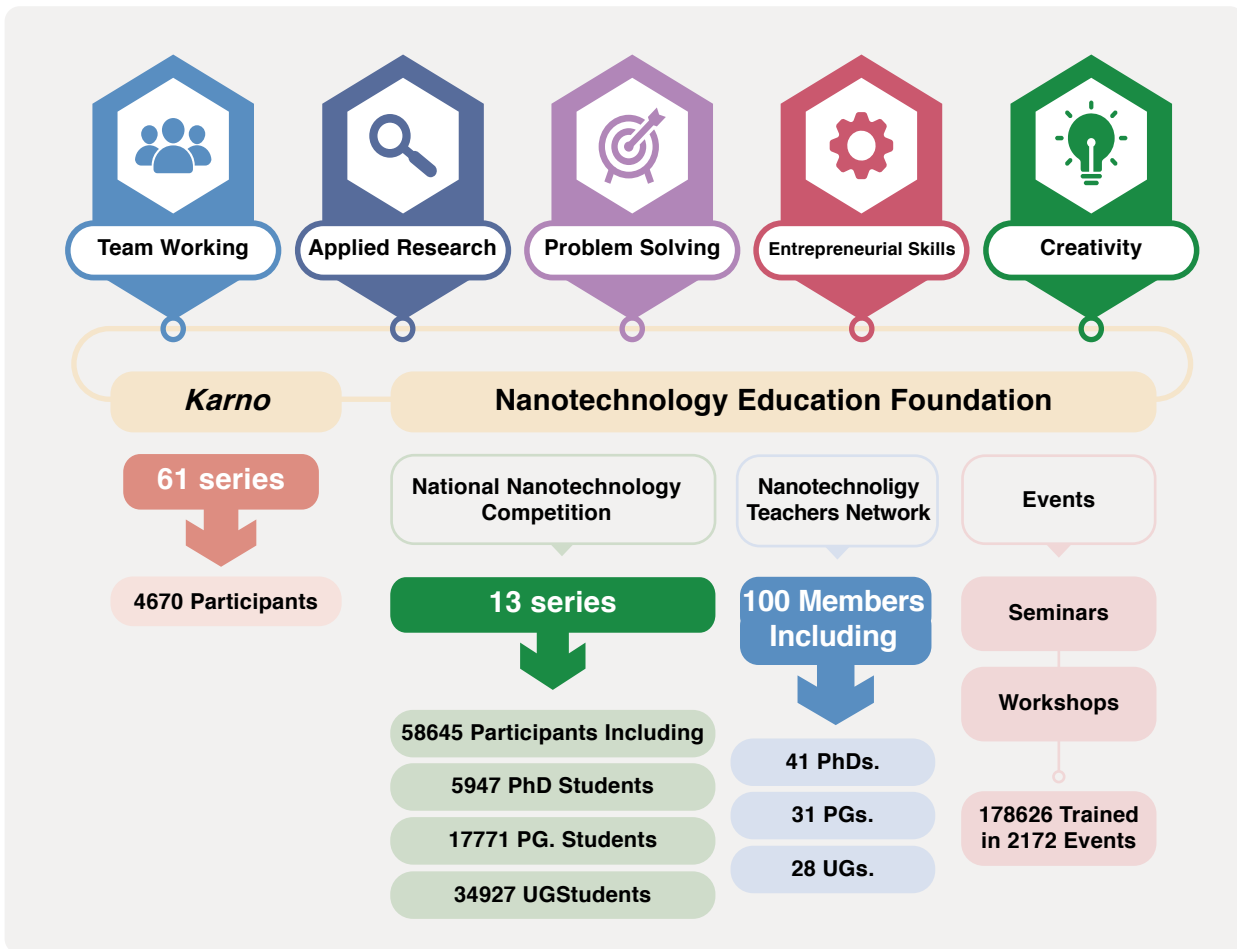 Team Working
Applied Research
Problem Solving
Entrepreneurial Skills
Creativity
Karno
Nanotechnology Education Foundation
61 series
4670 Participants
National Nanotechnology
Competition
13 series
58645 Participants Including
5947 PhD Students
17771 PG. Students
34927 UGStudents
Nanotechnoligy
Teachers Network
100 Members
Including
41 PhDs.
31 PGs.
28 UGs.
Events
Seminars
Workshops
178626 Trained
in 2172 Events